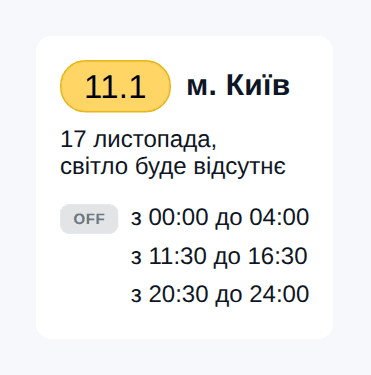 11.1 м. Київ
17 листопада,
світло буде відсутнє
OFF з 00:00 до 04:00
з 11:30 до 16:30
з 20:30 до 24:00